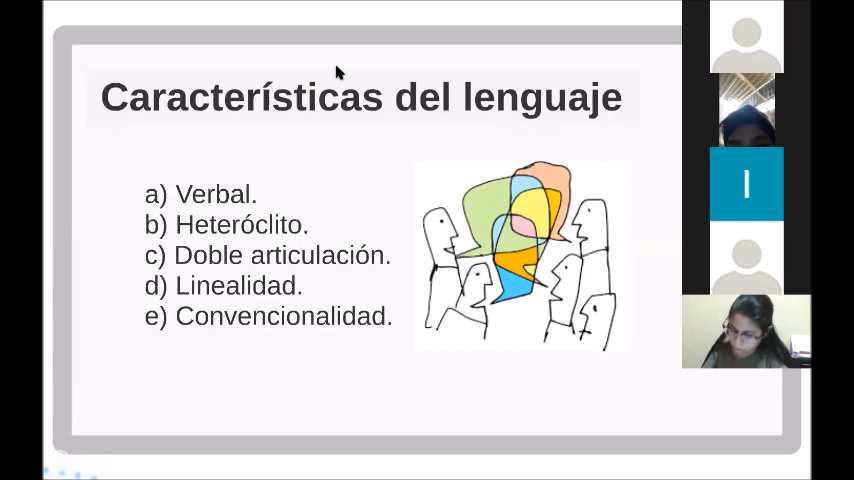 Características del lenguaje
a) Verbal.
b) Heteróclito.
c) Doble articulación.
d) Linealidad.
e) Convencionalidad.
I